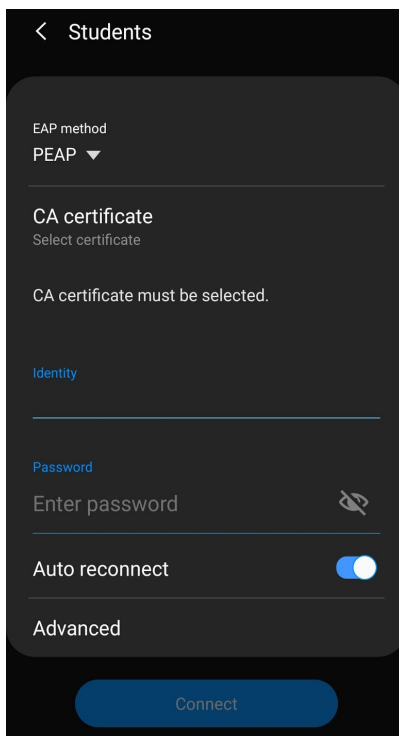 Students
EAP method
PEAP
CA certificate
Select certificate
CA certificate must be selected.
Identity
Password
Enter password
Auto reconnect
Advanced
Connect